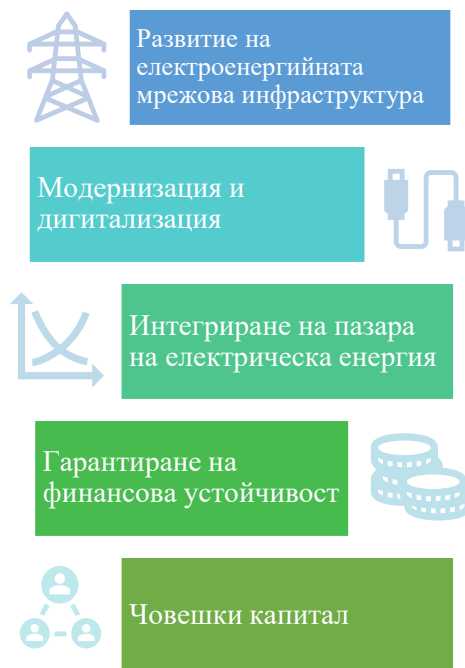 Развитие на
електроенергийната
мрежова инфраструктура
Модернизация и
дигитализация
Интегриране на пазара
на електрическа енергия
Гарантиране на
финансова устойчивост
Човешки капитал